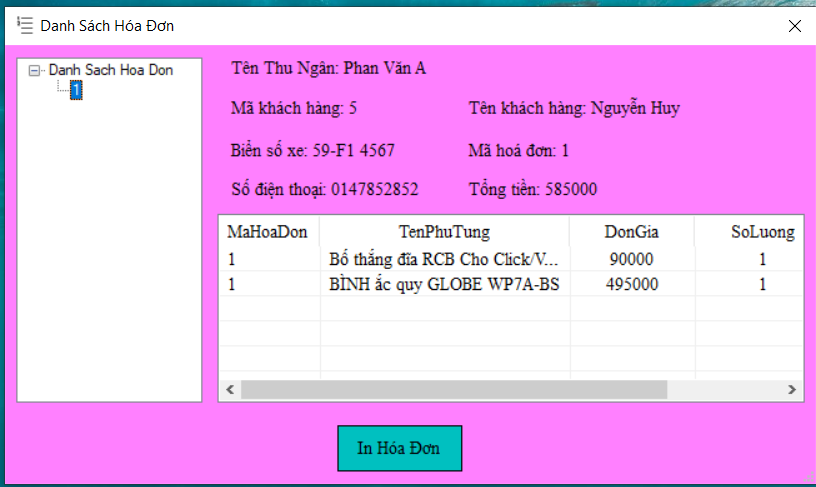 Danh Sách Hóa Đơn
Danh Sach Hoa Don
1
Tên Thu Ngân: Phan Văn A
Mã khách hàng: 5 Tên khách hàng: Nguyễn Huy
Biển số xe: 59-F1 4567 Mã hoá đơn: 1
Số điện thoại: 0147852852 Tổng tiền: 585000
MaHoaDon TenPhuTung DonGia SoLuong
1 Bố thắng đĩa RCB Cho Click/V... 90000 1
1 BÌNH ắc quy GLOBE WP7A-BS 495000 1
In Hóa Đơn